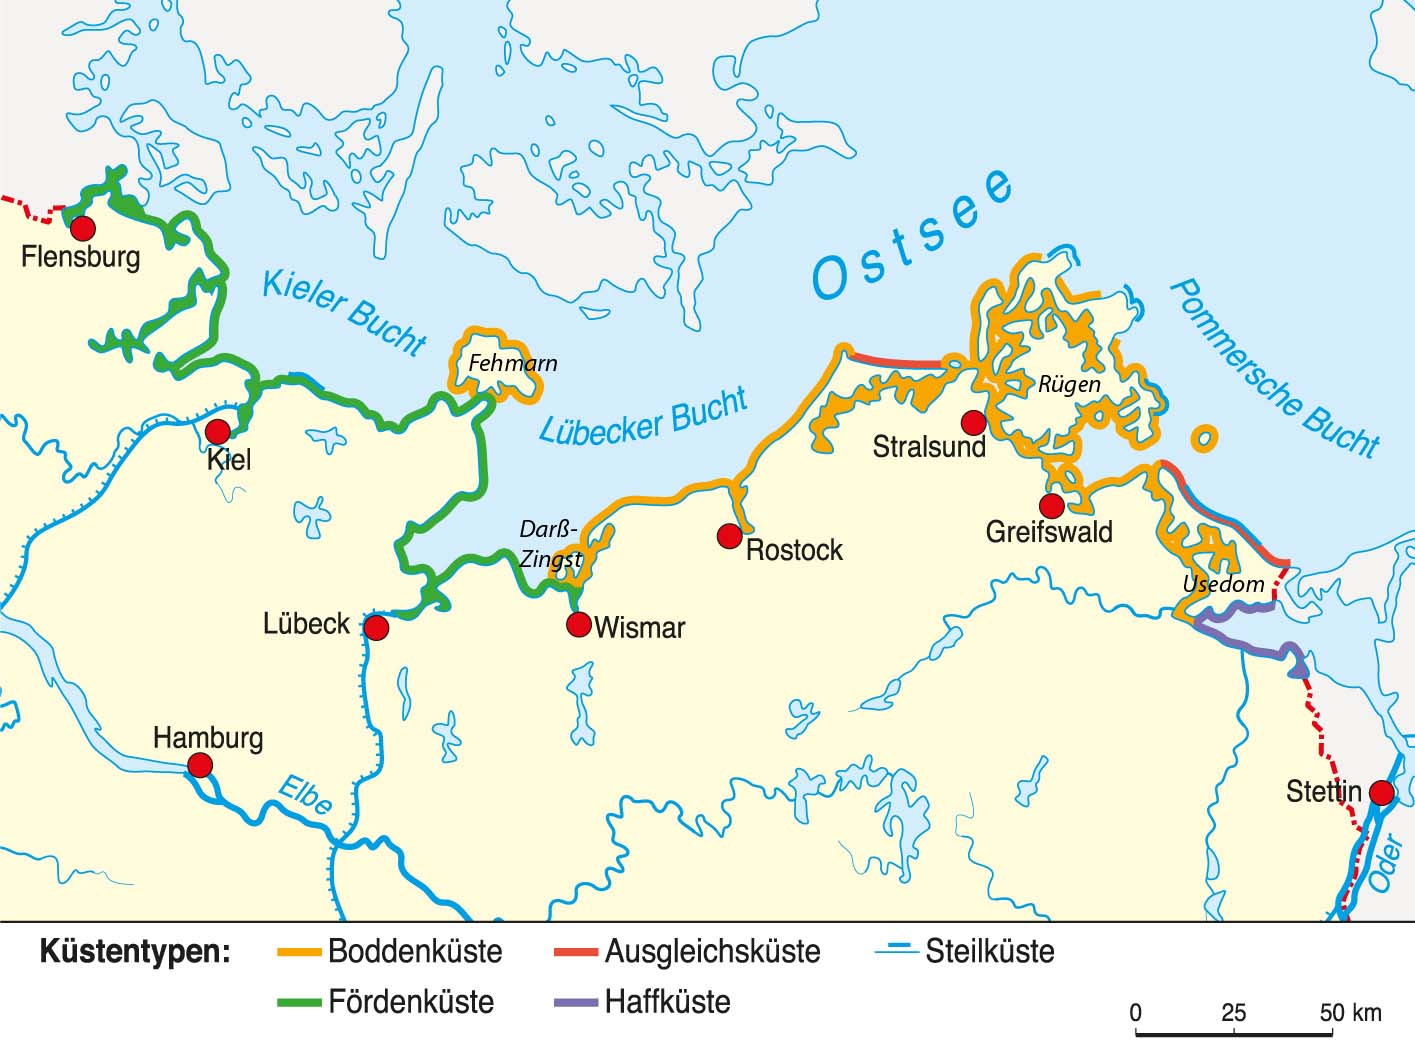 Ostsee
Flensburg
Kieler Bucht
Pommersche Bucht
Fehmarn
Rügen
Lübecker Bucht
Stralsund
Kiel
Darß-
Zingst
Greifswald
Rostock
Usedom
Lübeck
Wismar
Hamburg
Elbe
Stettin
Oder
Küstentypen:
Boddenküste
Ausgleichsküste
Steilküste
Fördenküste
Haffküste
0 25 50 km